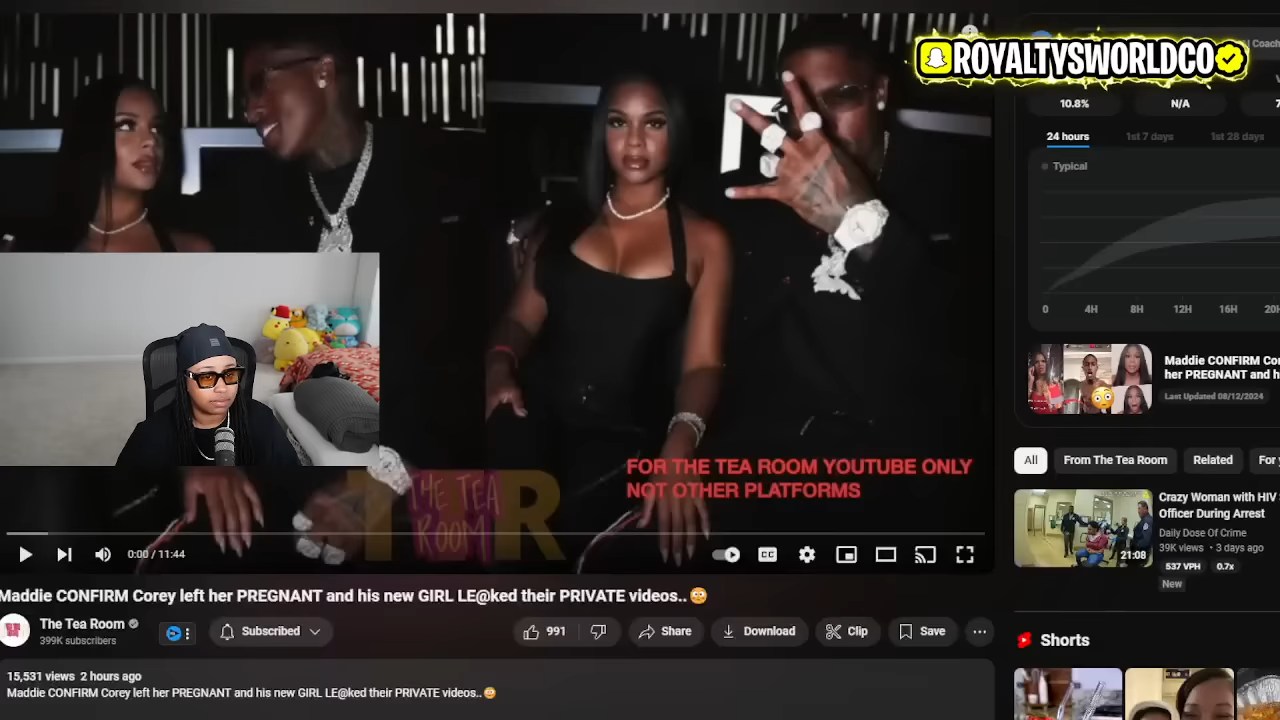 ROYALTYSWORLDCO
Coach
10.8%
N/A
24 hours
1st 7 days
1st 28 days
Typical
0
4H
8H
12H
16H
20H
THE TEA
ROOM
FOR THE TEA ROOM YOUTUBE ONLY
NOT OTHER PLATFORMS
0:00 / 11:44
CC
Maddie CONFIRM Corey left her PREGNANT and his new GIRL LE@ked their PRIVATE videos..😳
The Tea Room
399K subscribers
Subscribed
991
Share
Download
Clip
Save
15,531 views 2 hours ago
Maddie CONFIRM Corey left her PREGNANT and his new GIRL LE@ked their PRIVATE videos..😳
Maddie CONFIRM Co
her PREGNANT and h
Last Updated 08/12/2024
All
From The Tea Room
Related
For
Crazy Woman with HIV
Officer During Arrest
Daily Dose Of Crime
39K views • 3 days ago
537 VPH
0.7x
New
21:08
Shorts